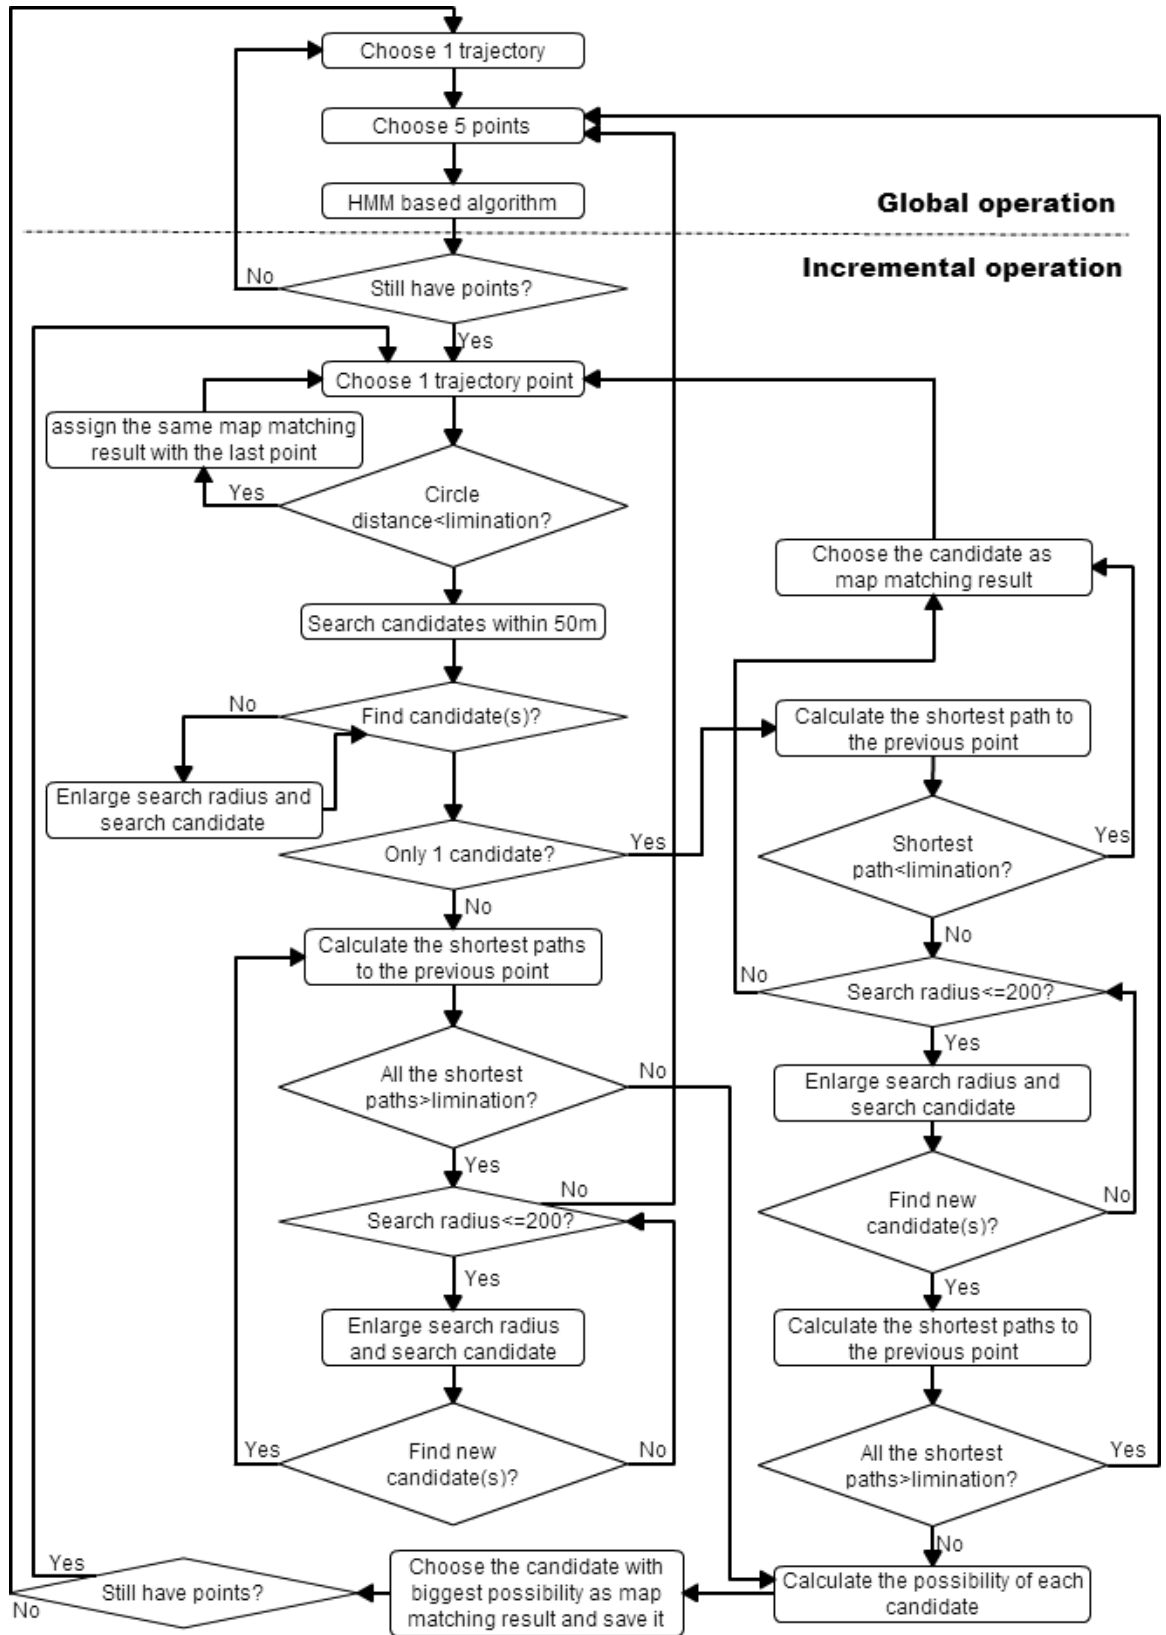 Choose 1 trajectory
Choose 5 points
HMM based algorithm
Global operation
Incremental operation
No
Still have points?
Yes
Choose 1 trajectory point
assign the same map matching
result with the last point
Yes
Circle
distance<limination?
Choose the candidate as
map matching result
Search candidates within 50m
No
Find candidate(s)?
Calculate the shortest path to
the previous point
Enlarge search radius and
search candidate
Only 1 candidate?
Yes
Shortest
path<limination?
Yes
No
Calculate the shortest paths
to the previous point
No
No
Search radius<=200?
Yes
All the shortest
paths>limination?
No
Enlarge search radius and
search candidate
Yes
No
Search radius<=200?
Find new
candidate(s)?
No
Yes
Yes
Enlarge search radius
and search candidate
Calculate the shortest paths to
the previous point
Yes
Find new
candidate(s)?
No
All the shortest
paths>limination?
Yes
No
Yes
Still have points?
No
Choose the candidate with
biggest possibility as map
matching result and save it
Calculate the possibility of each
candidate